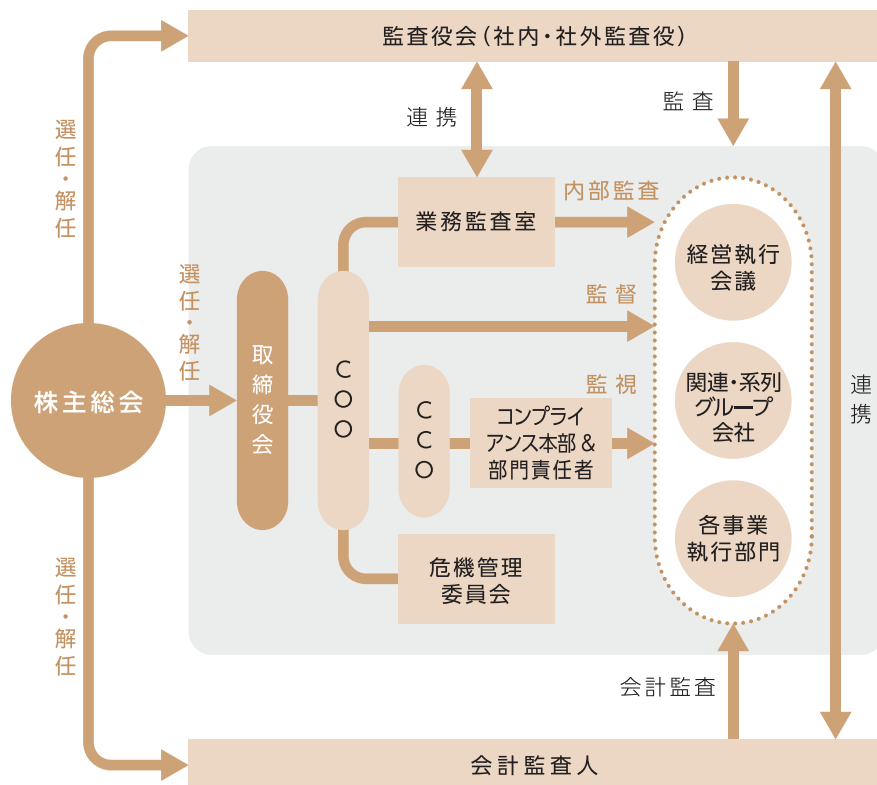 監査役会（社内・社外監査役）
連携
監査
選任・解任
業務監査室
内部監査
経営執行
会議
選任・解任
監督
取締役会
COO
株主総会
監視
CCO
コンプライ
アンス本部＆
部門責任者
関連・系列
グループ
会社
連携
各事業
執行部門
危機管理
委員会
選任・解任
会計監査
会計監査人